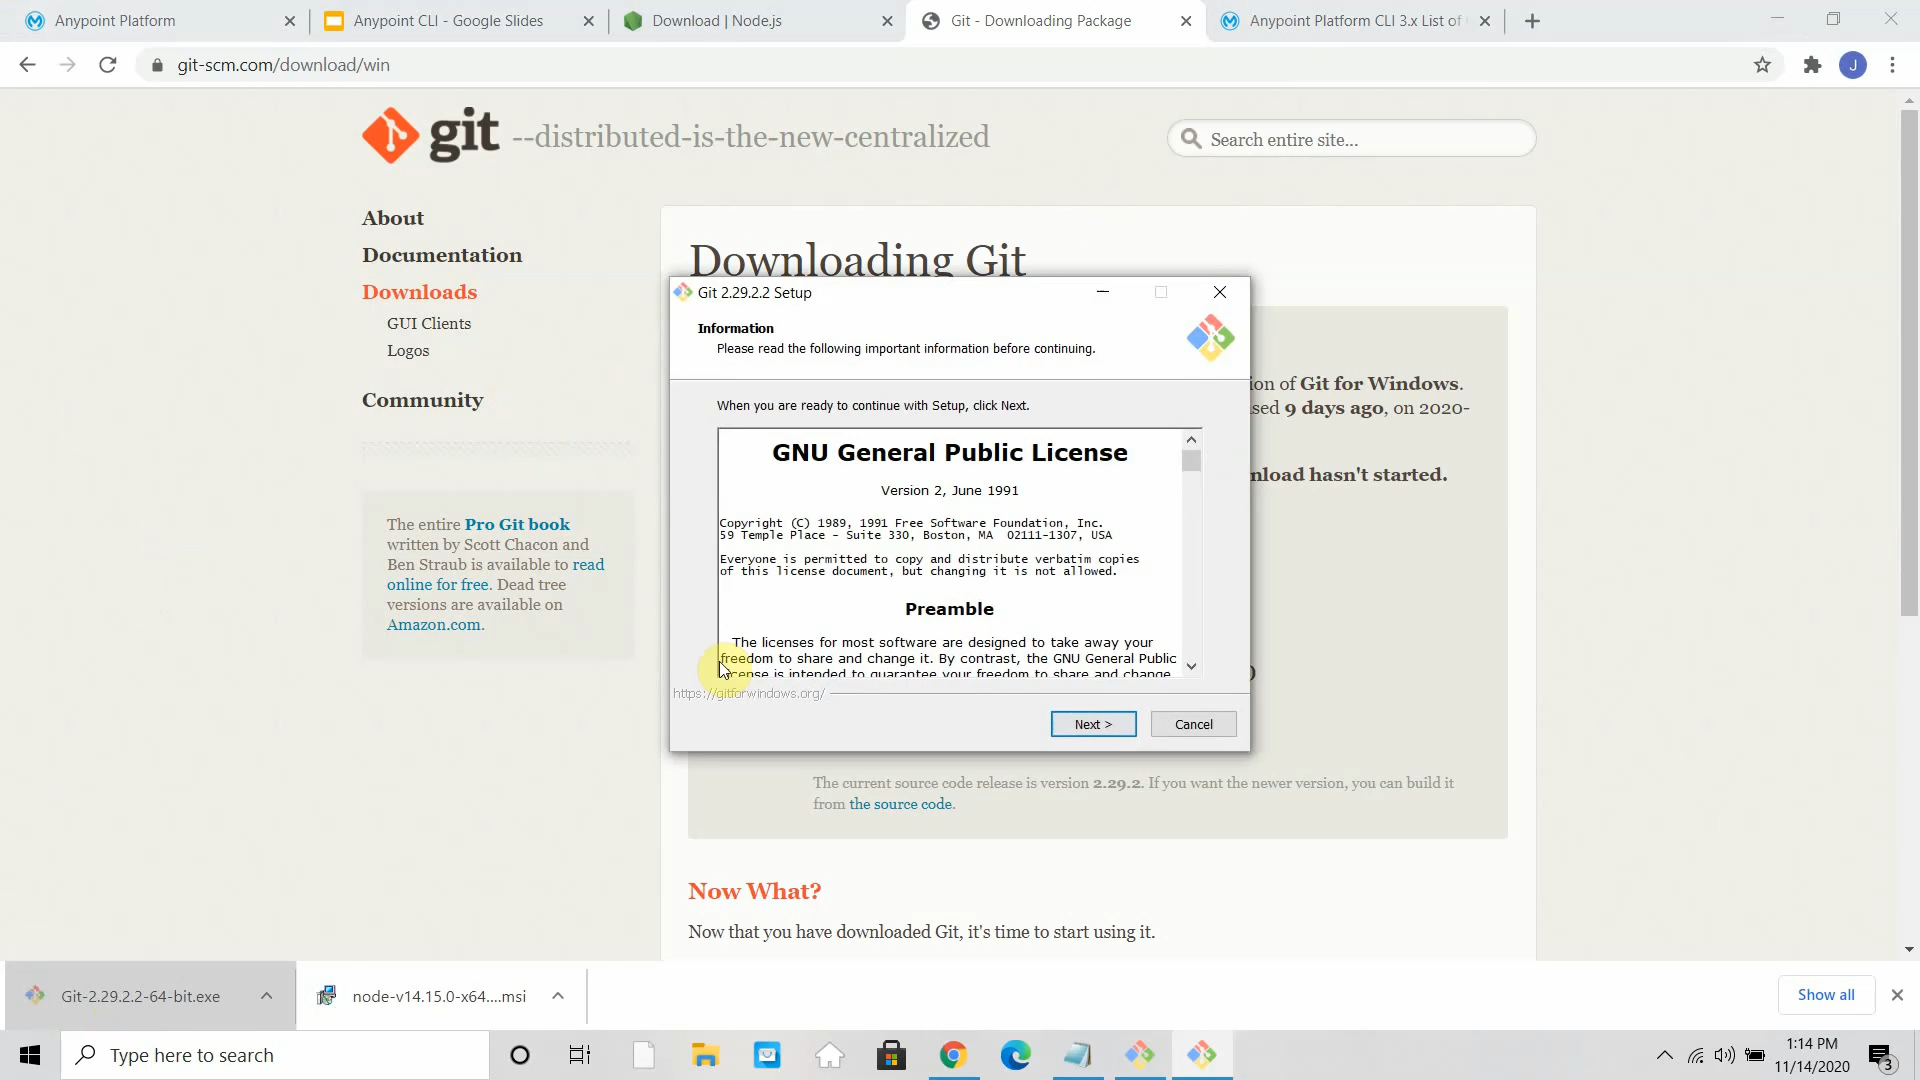 Anypoint Platform
Anypoint CLI - Google Slides
Download | Node.js
Git - Downloading Package
Anypoint Platform CLI 3.x List of
git-scm.com/download/win
J
git --distributed-is-the-new-centralized
Search entire site...
About
Documentation
Downloads
GUI Clients
Logos
Community
The entire Pro Git book
written by Scott Chacon and
Ben Straub is available to read
online for free. Dead tree
versions are available on
Amazon.com.
Downloading Git
ion of Git for Windows.
sed 9 days ago, on 2020-
nload hasn't started.
)
Git 2.29.2.2 Setup
Information
Please read the following important information before continuing.
When you are ready to continue with Setup, click Next.
GNU General Public License
Version 2, June 1991
Copyright (C) 1989, 1991 Free Software Foundation, Inc.
59 Temple Place - Suite 330, Boston, MA 02111-1307, USA
Everyone is permitted to copy and distribute verbatim copies
of this license document, but changing it is not allowed.
Preamble
The licenses for most software are designed to take away your
freedom to share and change it. By contrast, the GNU General Public
License is intended to guarantee your freedom to share and change
https://gitforwindows.org/
Next >
Cancel
The current source code release is version 2.29.2. If you want the newer version, you can build it
from the source code.
Now What?
Now that you have downloaded Git, it's time to start using it.
Git-2.29.2.2-64-bit.exe
node-v14.15.0-x64....msi
Show all
Type here to search
1:14 PM
11/14/2020
3